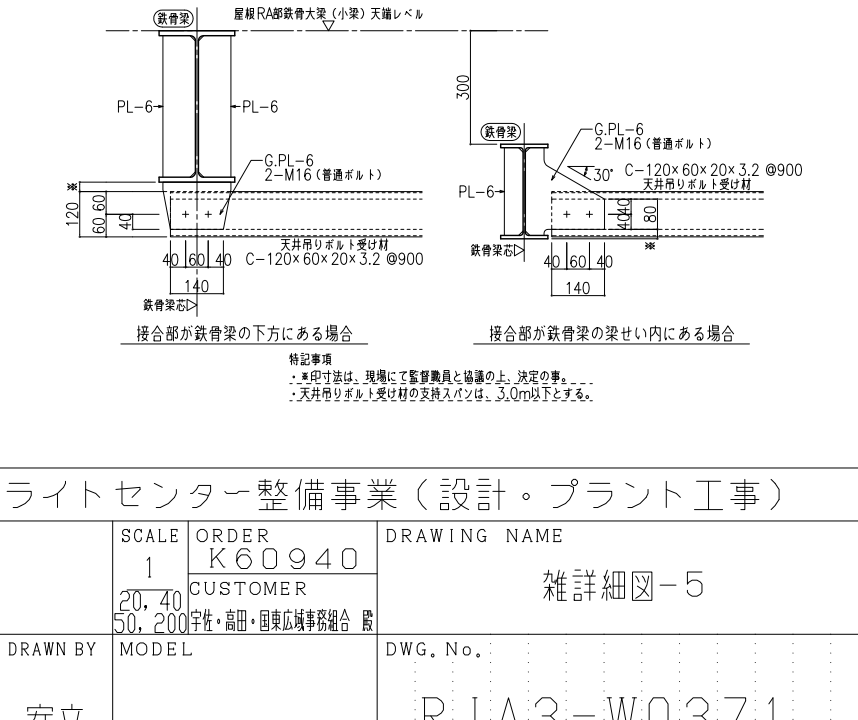 鉄骨梁
屋根RA部鉄骨大梁（小梁）天端レベル
PL-6
PL-6
G.PL-6
2-M16（普通ボルト）
※
120
60 60
40
天井吊りボルト受け材
C-120×60×20×3.2 @900
40 60 40
140
鉄骨梁芯
接合部が鉄骨梁の下方にある場合
300
鉄骨梁
G.PL-6
2-M16（普通ボルト）
30°
C-120×60×20×3.2 @900
天井吊りボルト受け材
PL-6
40 40
80
※
鉄骨梁芯
40 60 40
140
接合部が鉄骨梁の梁せい内にある場合
特記事項
・※印寸法は、現場にて監督職員と協議の上、決定の事。
・天井吊りボルト受け材の支持スパンは、3.0m以下とする。
ライトセンター整備事業（設計・プラント工事）
SCALE
1
20, 40
50, 200
ORDER
K60940
CUSTOMER
宇佐・高田・国東広域事務組合 殿
DRAWING NAME
雑詳細図-5
DRAWN BY
安立
MODEL
DWG. No.
RJA3-W0371